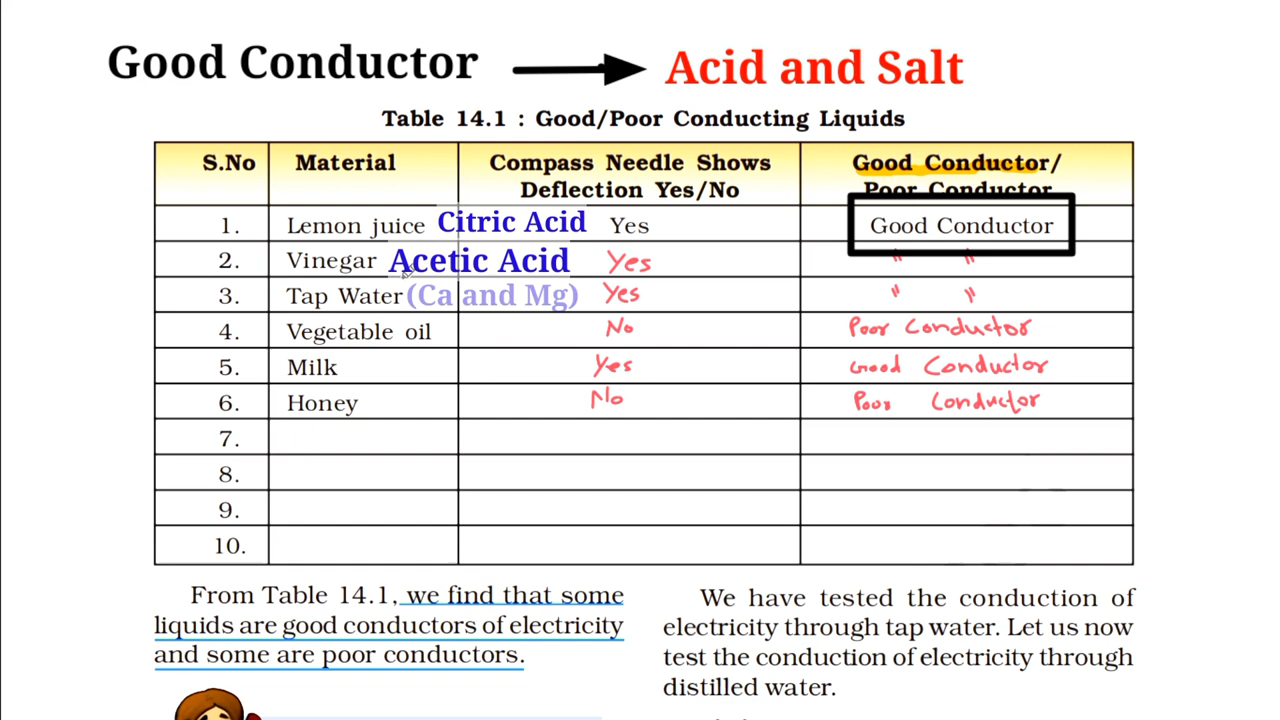 Good Conductor → Acid and Salt
Table 14.1 : Good/Poor Conducting Liquids
S.No Material Compass Needle Shows Deflection Yes/No Good Conductor/ Poor Conductor
1. Lemon juice Citric Acid Yes Good Conductor
2. Vinegar Acetic Acid Yes " "
3. Tap Water (Ca and Mg) Yes " "
4. Vegetable oil No Poor Conductor
5. Milk Yes Good Conductor
6. Honey No Poor Conductor
7.
8.
9.
10.
From Table 14.1, we find that some
liquids are good conductors of electricity
and some are poor conductors.
We have tested the conduction of
electricity through tap water. Let us now
test the conduction of electricity through
distilled water.